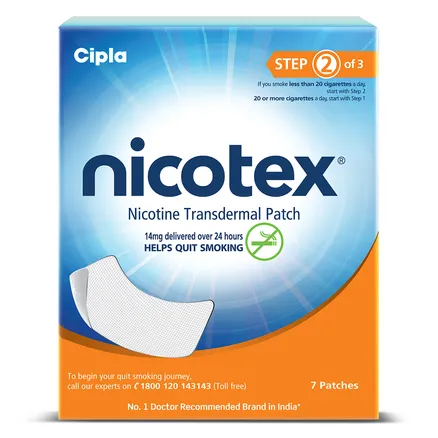 Cipla
STEP 2 of 3
If you smoke less than 20 cigarettes a day,
start with Step 2
20 or more cigarettes a day, start with Step 1
nicotex®
Nicotine Transdermal Patch
14mg delivered over 24 hours
HELPS QUIT SMOKING
To begin your quit smoking journey,
call our experts on 1800 120 143143 (Toll free)
7 Patches
No. 1 Doctor Recommended Brand in India*